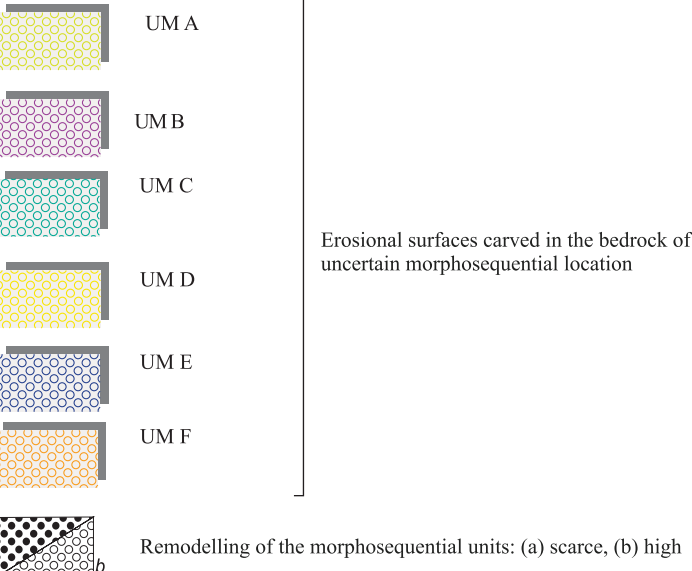 UM A
UM B
UM C
Erosional surfaces carved in the bedrock of
uncertain morphosequential location
UM D
UM E
UM F
Remodelling of the morphosequential units: (a) scarce, (b) high
b